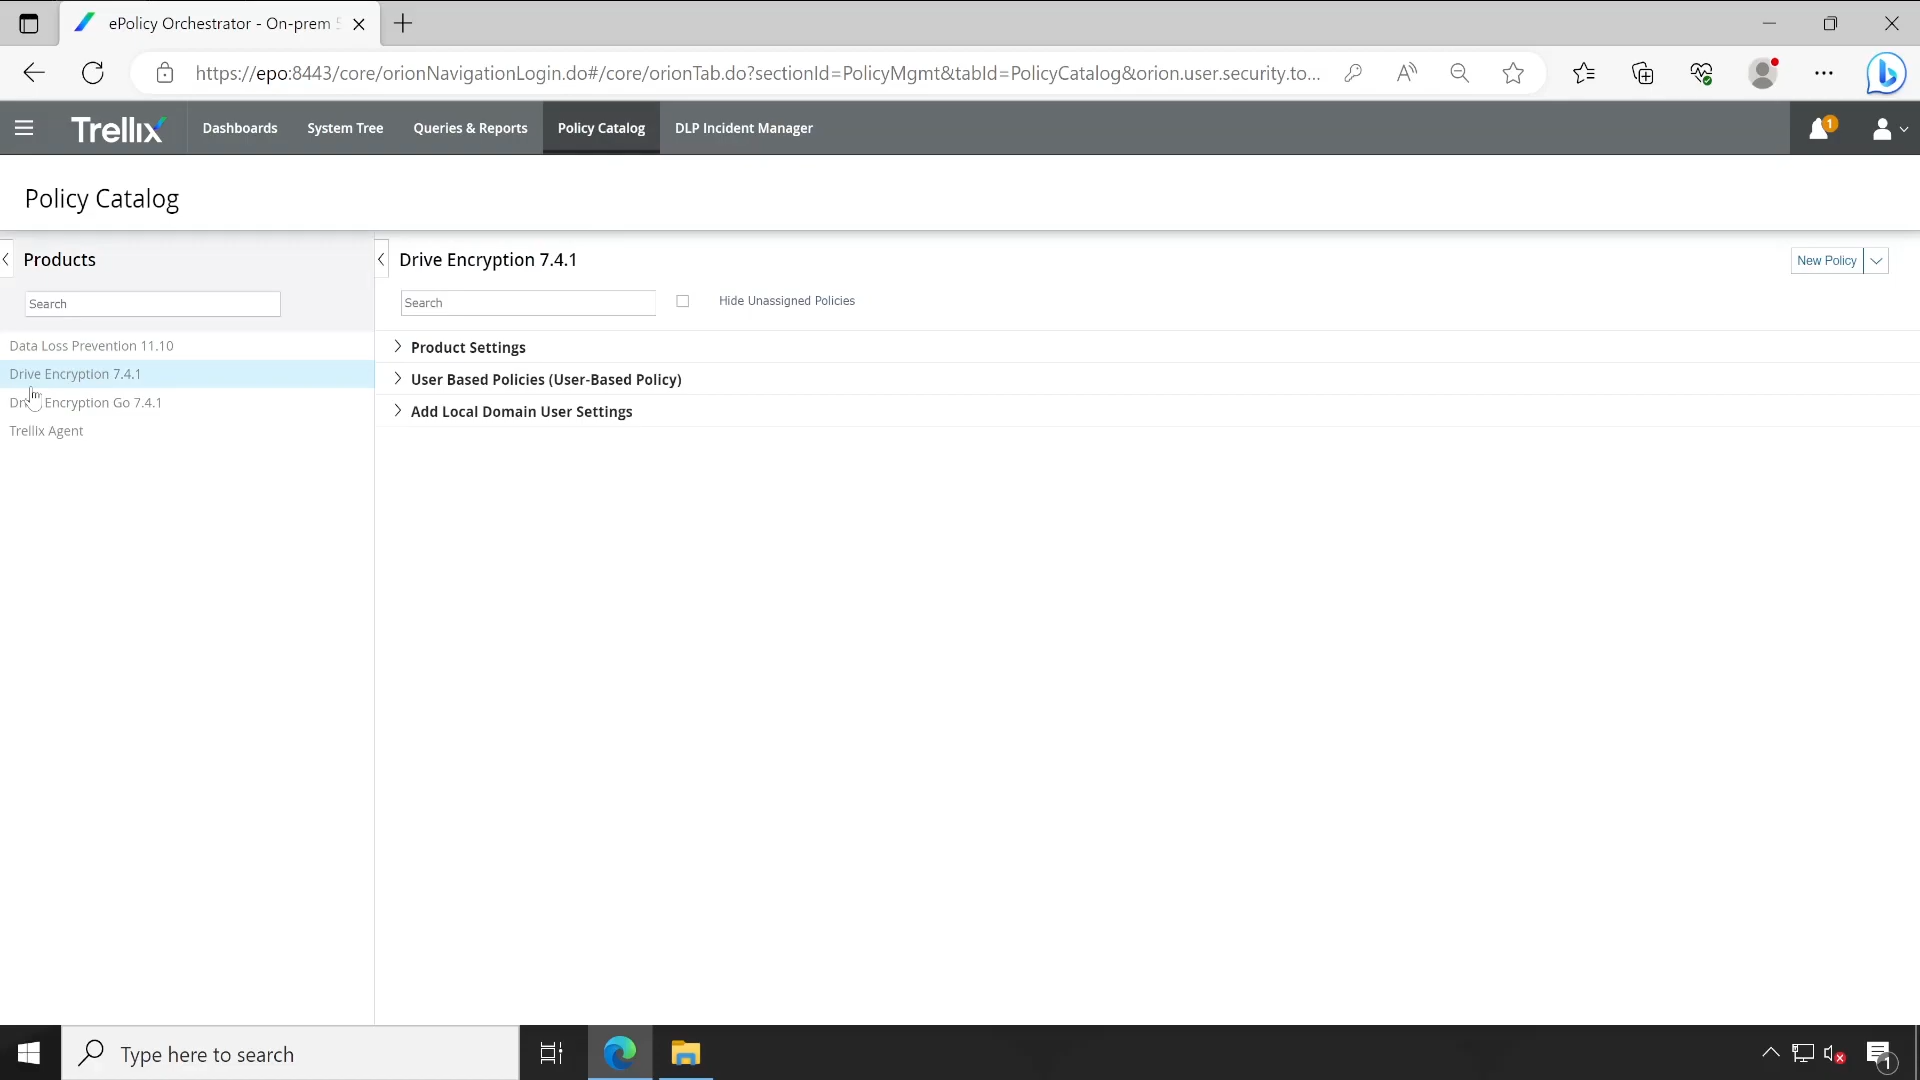 ePolicy Orchestrator - On-prem
https://epo:8443/core/orionNavigationLogin.do#/core/orionTab.do?sectionId=PolicyMgmt&tabId=PolicyCatalog&orion.user.security.to...
Trellix
Dashboards
System Tree
Queries & Reports
Policy Catalog
DLP Incident Manager
1
Policy Catalog
Products
Search
Data Loss Prevention 11.10
Drive Encryption 7.4.1
Drive Encryption Go 7.4.1
Trellix Agent
Drive Encryption 7.4.1
New Policy
Search
Hide Unassigned Policies
Product Settings
User Based Policies (User-Based Policy)
Add Local Domain User Settings
Type here to search
1